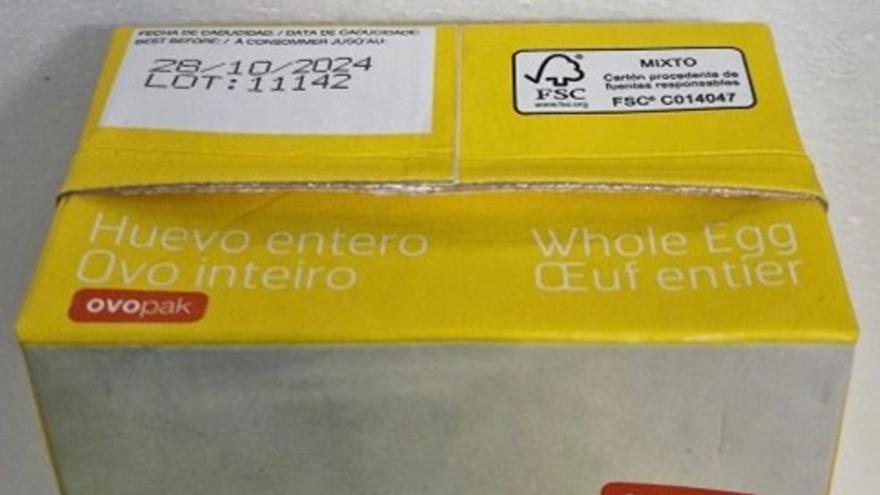 FECHA DE CADUCIDAD: / DATA DE CADUCIDADE:
BEST BEFORE: / À CONSOMMER JUSQU'AU:
28/10/2024
LOT:11142
FSC
www.fsc.org
MIXTO
Cartón procedente de
fuentes responsables
FSC® C014047
Huevo entero
Ovo inteiro
ovopak
Whole Egg
Œuf entier